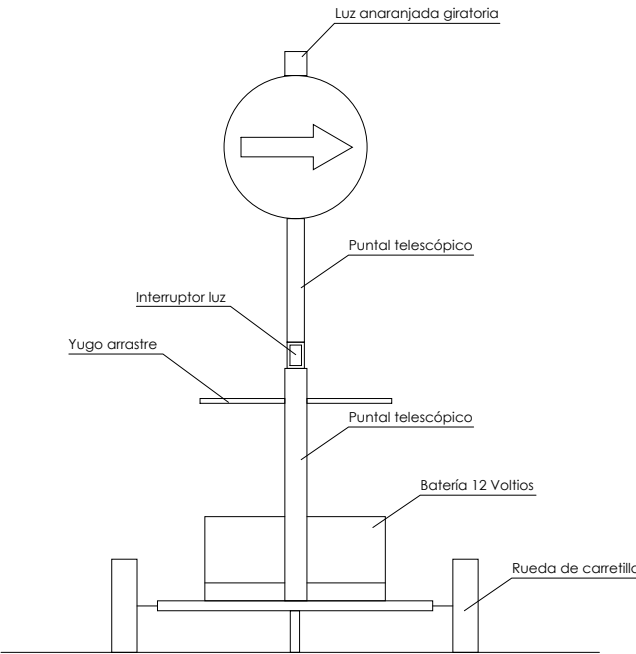 Luz anaranjada giratoria
Puntal telescópico
Interruptor luz
Yugo arrastre
Puntal telescópico
Batería 12 Voltios
Rueda de carretilla